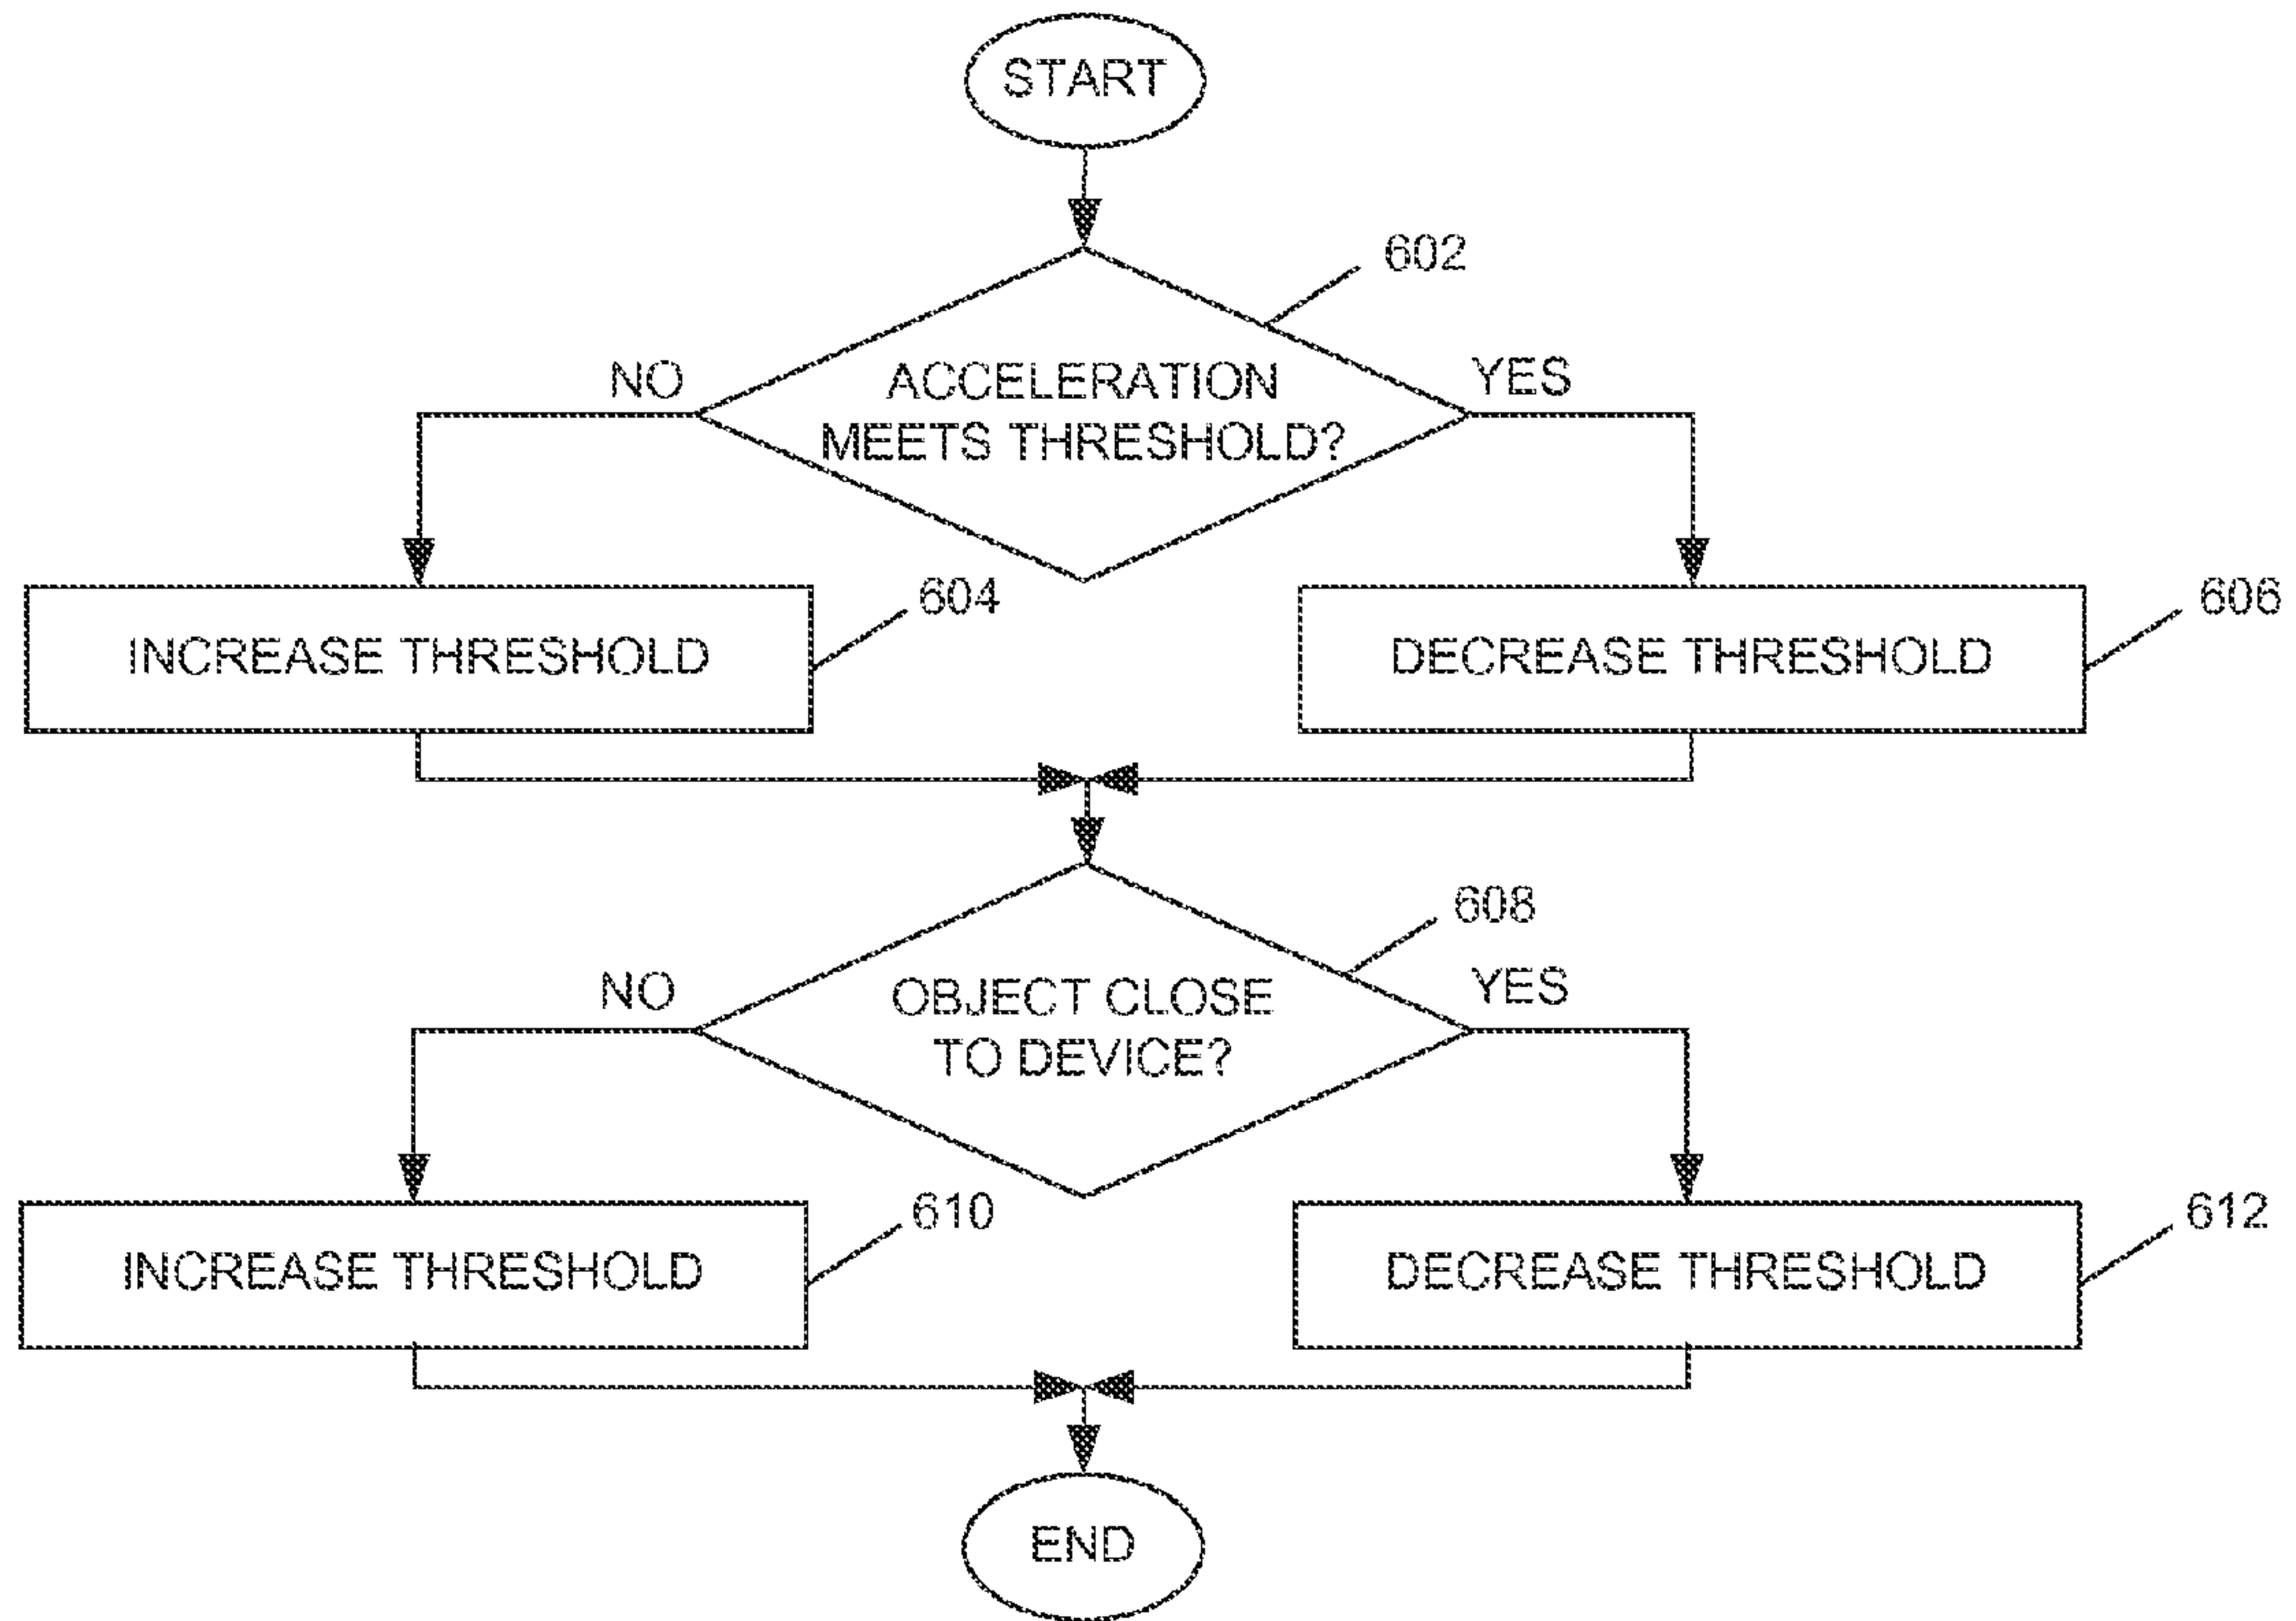 START
602
NO
ACCELERATION
MEETS THRESHOLD?
YES
604
606
INCREASE THRESHOLD
DECREASE THRESHOLD
608
NO
OBJECT CLOSE
TO DEVICE?
YES
610
612
INCREASE THRESHOLD
DECREASE THRESHOLD
END